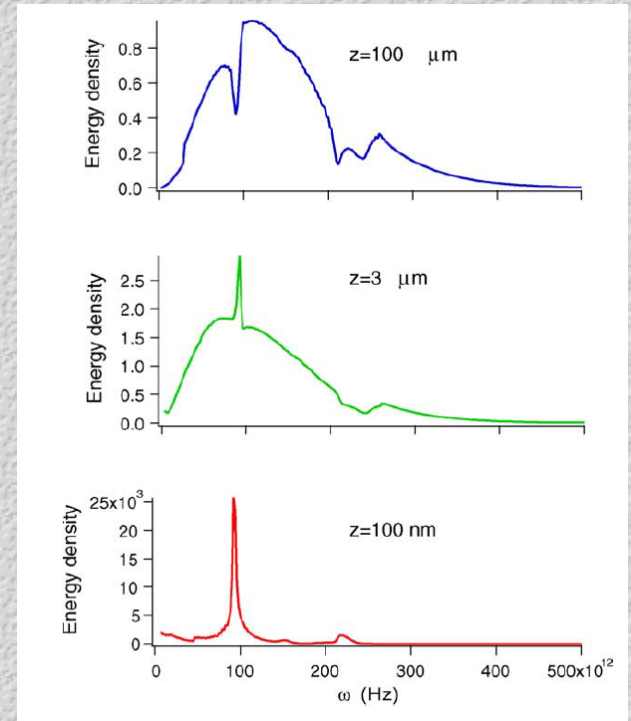 z=100 μm
Energy density
0.8
0.6
0.4
0.2
0.0
z=3 μm
Energy density
2.5
2.0
1.5
1.0
0.5
0.0
z=100 nm
Energy density
25x10³
20
15
10
5
0
0 100 200 300 400 500x10¹²
ω (Hz)